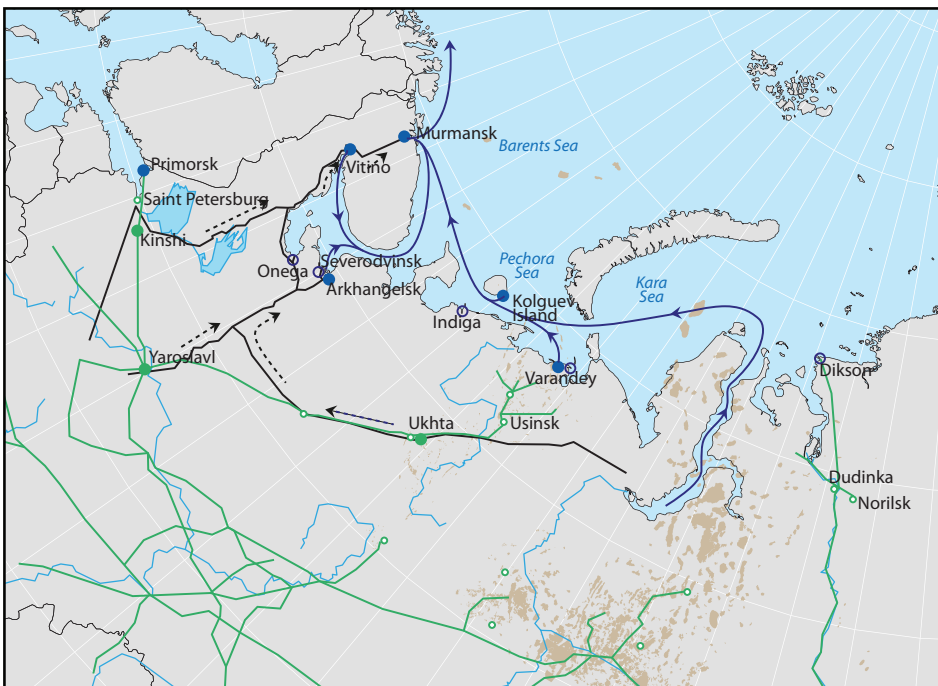 Murmansk
Barents Sea
Primorsk
Vitino
Saint Petersburg
Kinshi
Onega
Severodvinsk
Arkhangelsk
Pechora
Sea
Kara
Sea
Kolguev
Island
Indiga
Yaroslavl
Varandey
Dikson
Ukhta
Usinsk
Dudinka
Norilsk